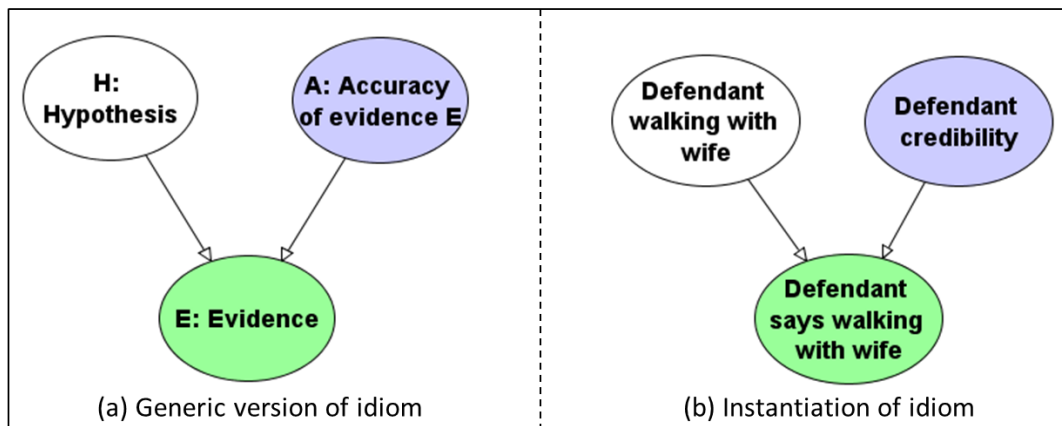 H:
Hypothesis
A: Accuracy
of evidence E
E: Evidence
(a) Generic version of idiom
Defendant
walking with
wife
Defendant
credibility
Defendant
says walking
with wife
(b) Instantiation of idiom